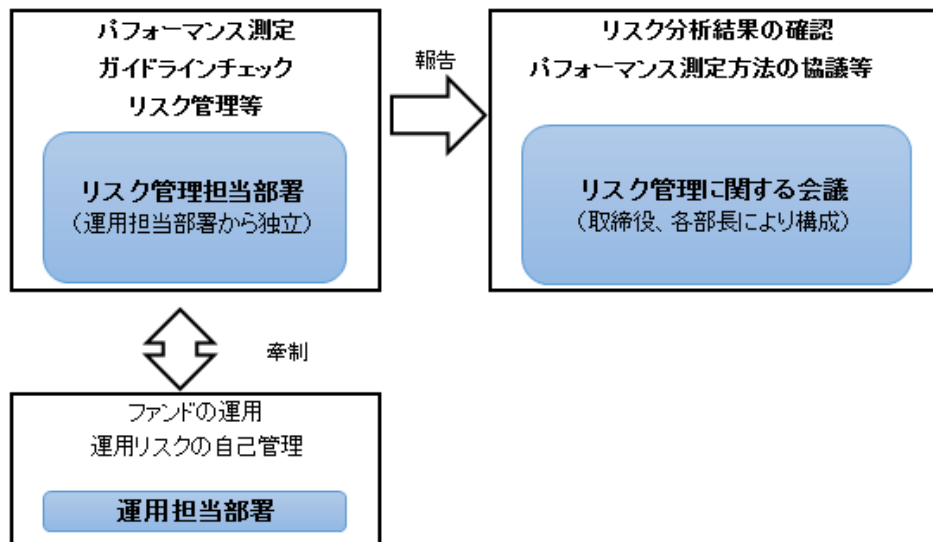 パフォーマンス測定
ガイドラインチェック
リスク管理等
リスク管理担当部署
（運用担当部署から独立）
報告
リスク分析結果の確認
パフォーマンス測定方法の協議等
リスク管理に関する会議
（取締役、各部長により構成）
牽制
ファンドの運用
運用リスクの自己管理
運用担当部署